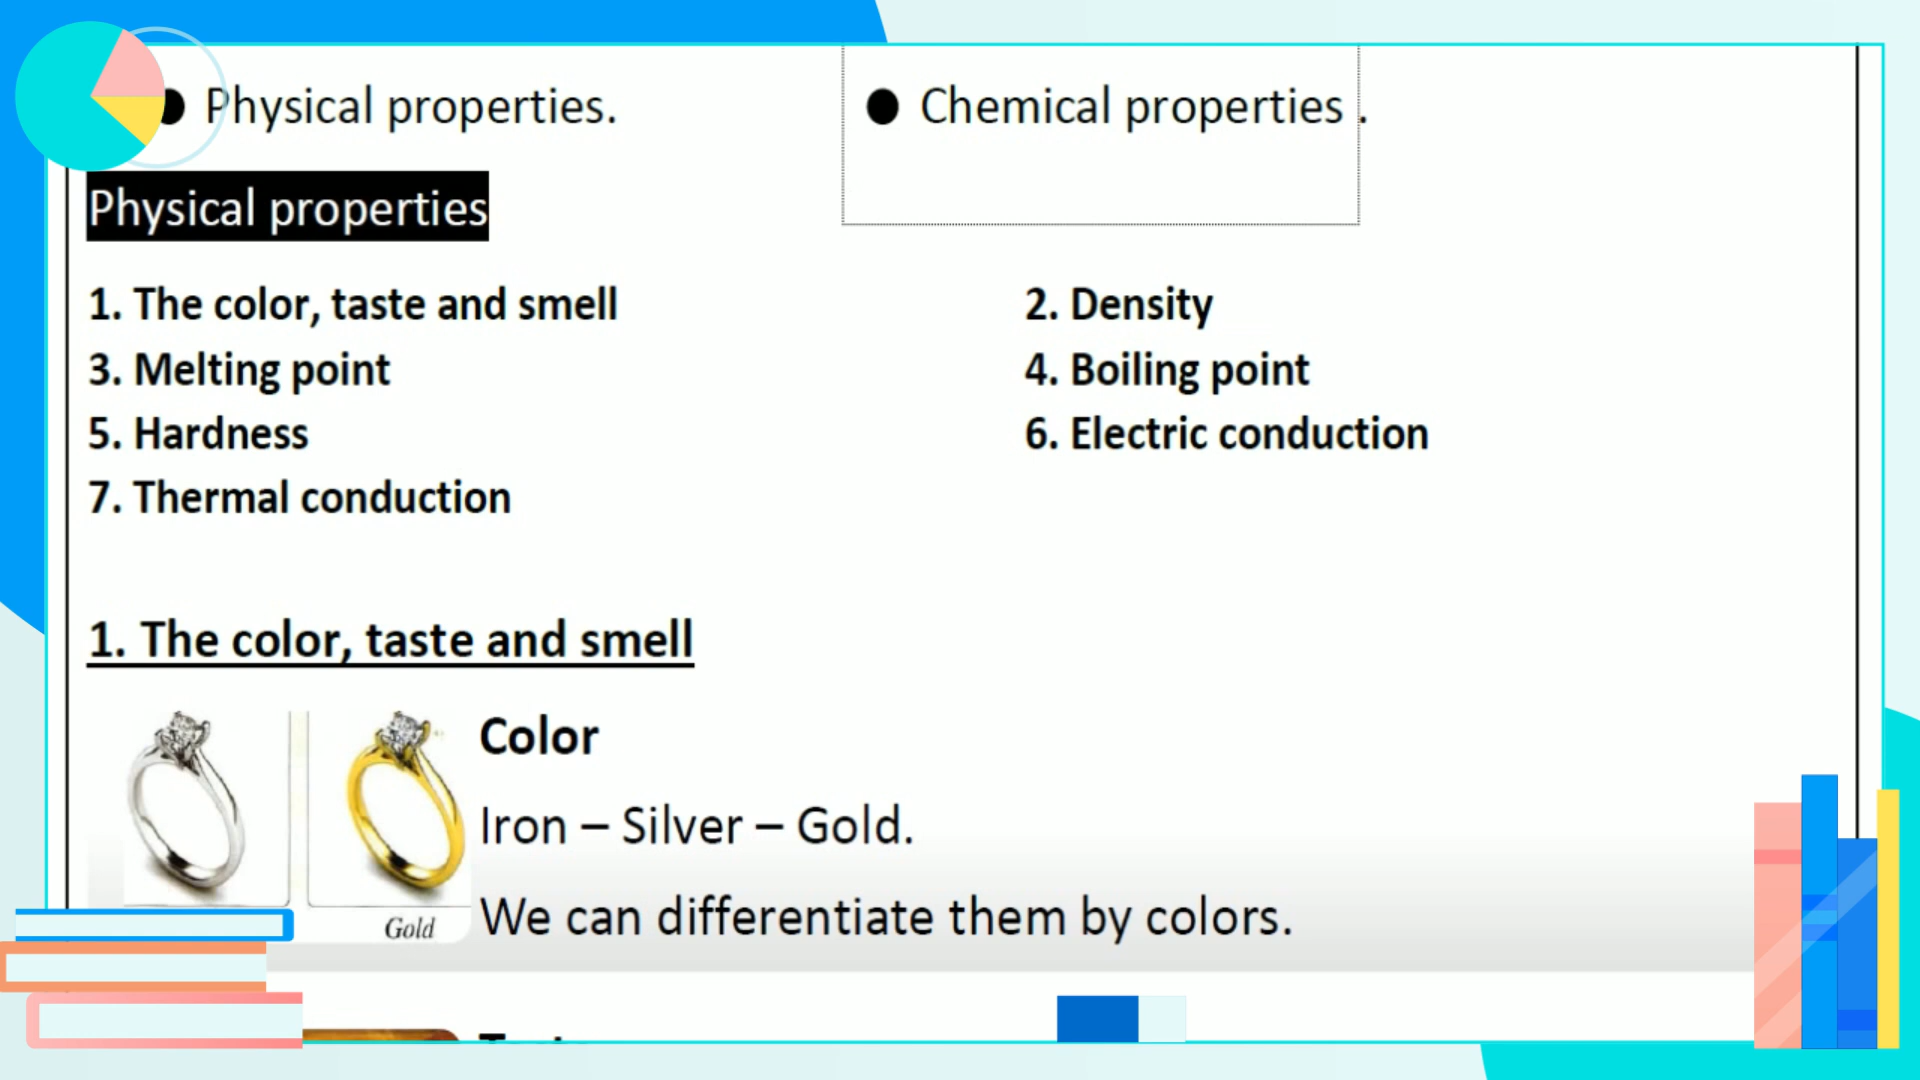 ● Physical properties.
● Chemical properties .
Physical properties
1. The color, taste and smell
2. Density
3. Melting point
4. Boiling point
5. Hardness
6. Electric conduction
7. Thermal conduction
1. The color, taste and smell
Color
Iron – Silver – Gold.
Gold
We can differentiate them by colors.